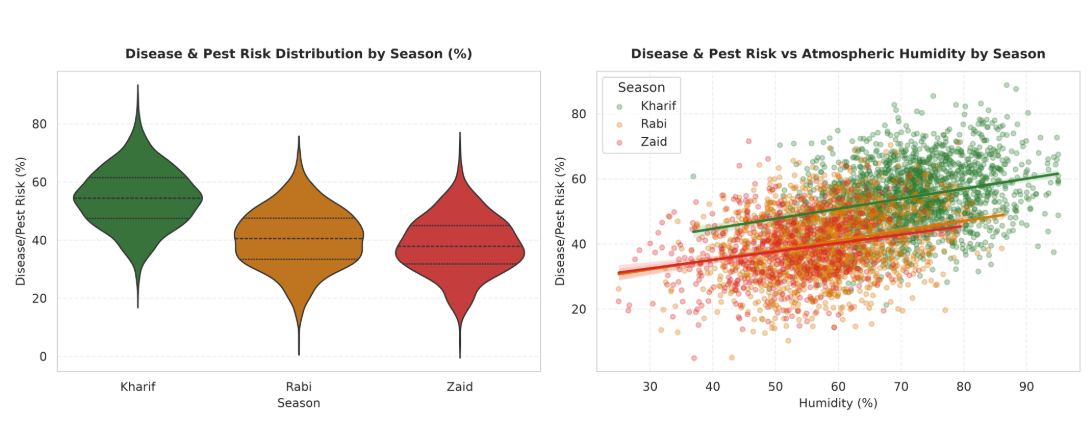 Disease & Pest Risk Distribution by Season (%)
Disease/Pest Risk (%)
80
60
40
20
0
Kharif
Rabi
Zaid
Season
Disease & Pest Risk vs Atmospheric Humidity by Season
Season
Kharif
Rabi
Zaid
Disease/Pest Risk (%)
80
60
40
20
30
40
50
60
70
80
90
Humidity (%)